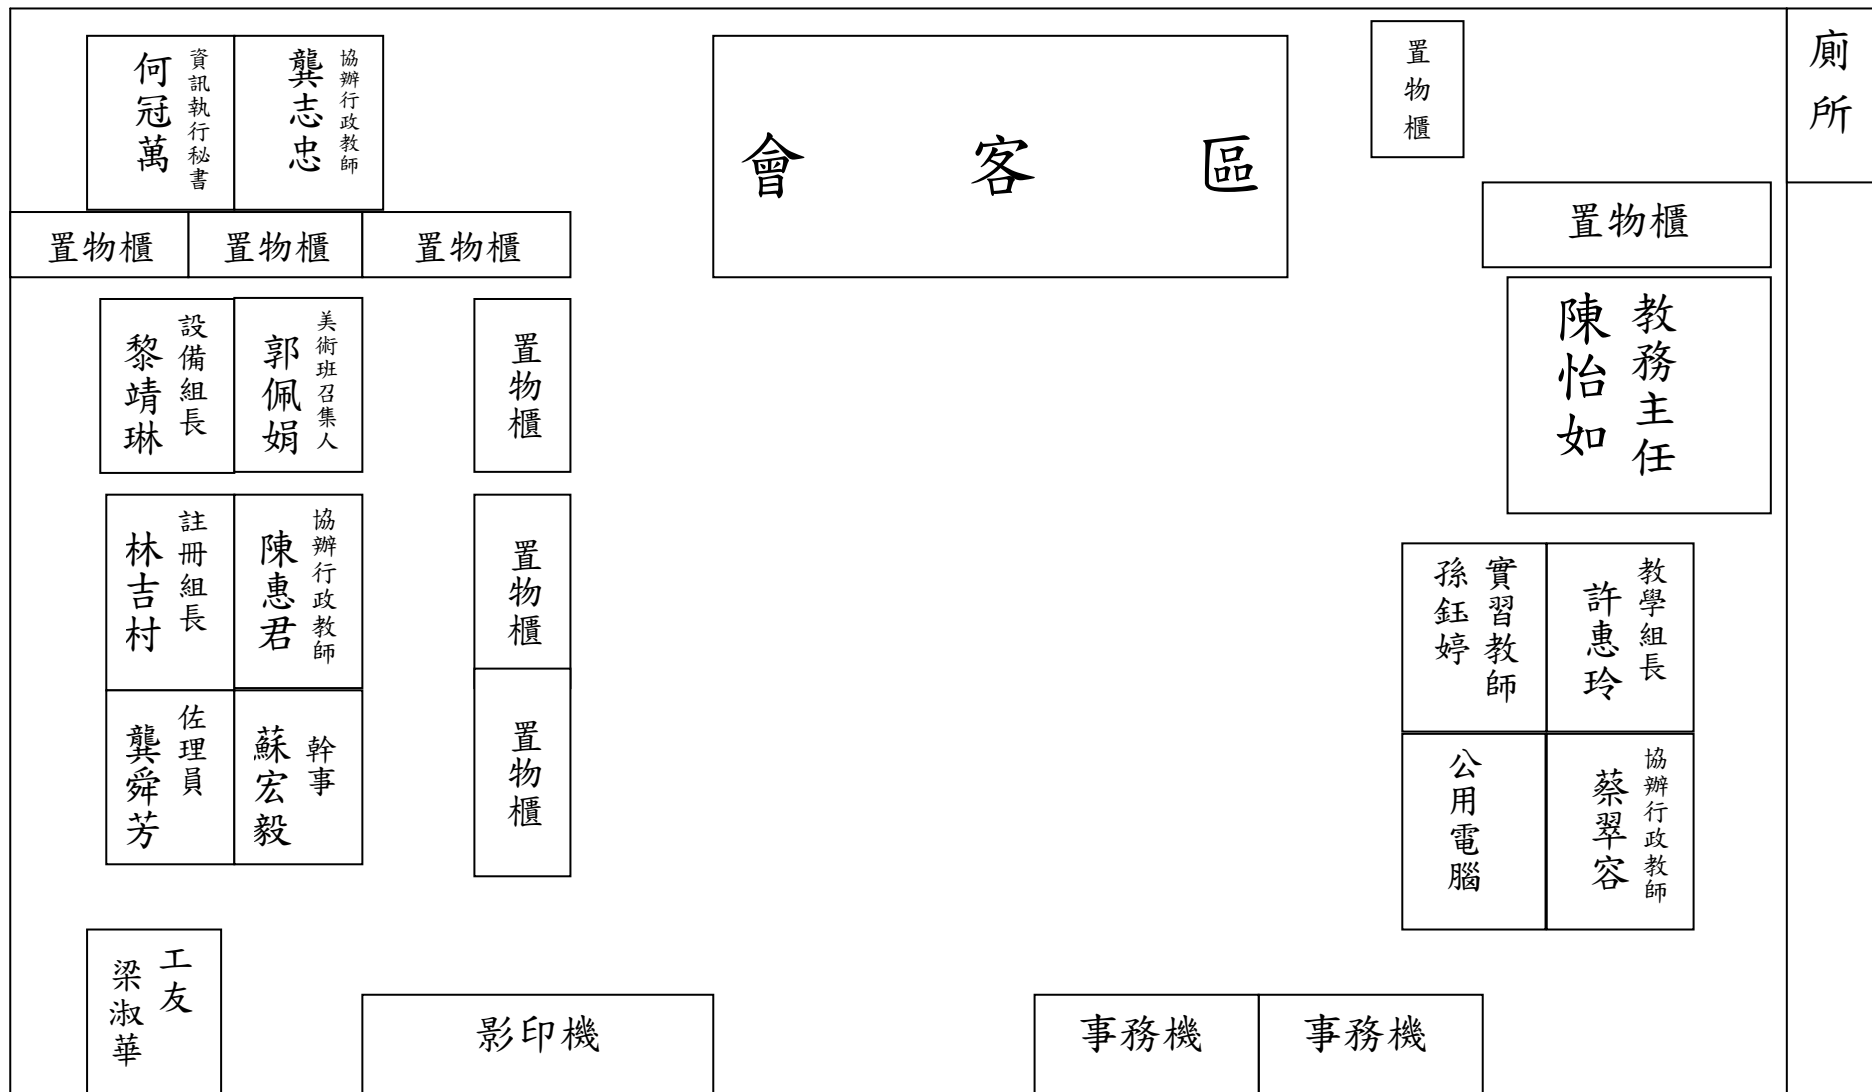 資訊執行秘書
何冠萬
協辦行政教師
龔志忠
會客區
置物櫃
廁所
置物櫃
置物櫃
置物櫃
置物櫃
設備組長
黎靖琳
美術班召集人
郭佩娟
置物櫃
教務主任
陳怡如
註冊組長
林吉村
協辦行政教師
陳惠君
置物櫃
實習教師
孫鈺婷
教學組長
許惠玲
佐理員
龔舜芳
幹事
蘇宏毅
置物櫃
公用電腦
協辦行政教師
蔡翠容
工友
梁淑華
影印機
事務機
事務機